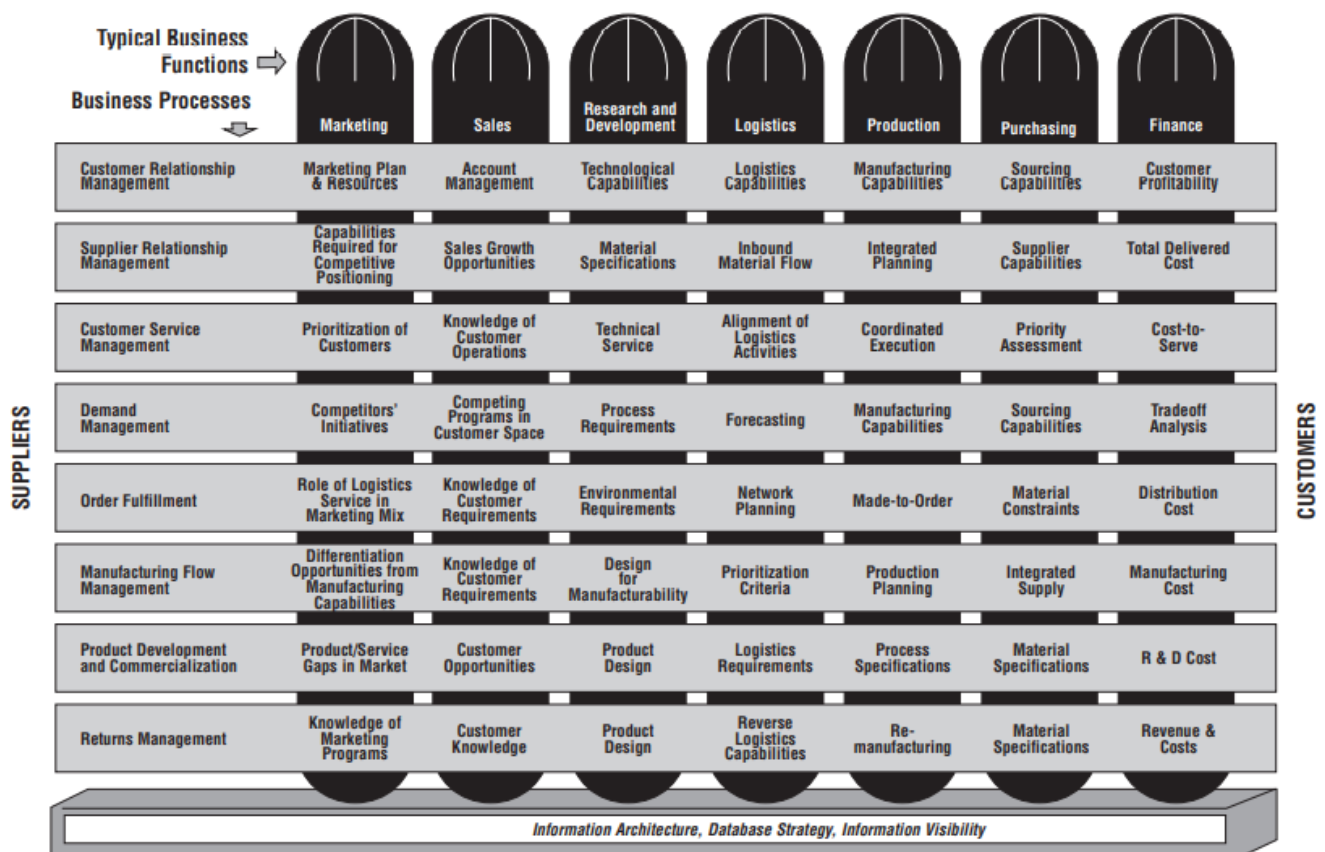 Typical Business
Functions
Business Processes
Marketing
Sales
Research and
Development
Logistics
Production
Purchasing
Finance
Customer Relationship
Management
Marketing Plan
& Resources
Account
Management
Technological
Capabilities
Logistics
Capabilities
Manufacturing
Capabilities
Sourcing
Capabilities
Customer
Profitability
Supplier Relationship
Management
Capabilities
Required for
Competitive
Positioning
Sales Growth
Opportunities
Material
Specifications
Inbound
Material Flow
Integrated
Planning
Supplier
Capabilities
Total Delivered
Cost
Customer Service
Management
Prioritization of
Customers
Knowledge of
Customer
Operations
Technical
Service
Alignment of
Logistics
Activities
Coordinated
Execution
Priority
Assessment
Cost-to-
Serve
Demand
Management
Competitors'
Initiatives
Competing
Programs in
Customer Space
Process
Requirements
Forecasting
Manufacturing
Capabilities
Sourcing
Capabilities
Tradeoff
Analysis
Order Fulfillment
Role of Logistics
Service in
Marketing Mix
Knowledge of
Customer
Requirements
Environmental
Requirements
Network
Planning
Made-to-Order
Material
Constraints
Distribution
Cost
Manufacturing Flow
Management
Differentiation
Opportunities from
Manufacturing
Capabilities
Knowledge of
Customer
Requirements
Design
for
Manufacturability
Prioritization
Criteria
Production
Planning
Integrated
Supply
Manufacturing
Cost
Product Development
and Commercialization
Product/Service
Gaps in Market
Customer
Opportunities
Product
Design
Logistics
Requirements
Process
Specifications
Material
Specifications
R & D Cost
Returns Management
Knowledge of
Marketing
Programs
Customer
Knowledge
Product
Design
Reverse
Logistics
Capabilities
Re-
manufacturing
Material
Specifications
Revenue &
Costs
SUPPLIERS
CUSTOMERS
Information Architecture, Database Strategy, Information Visibility